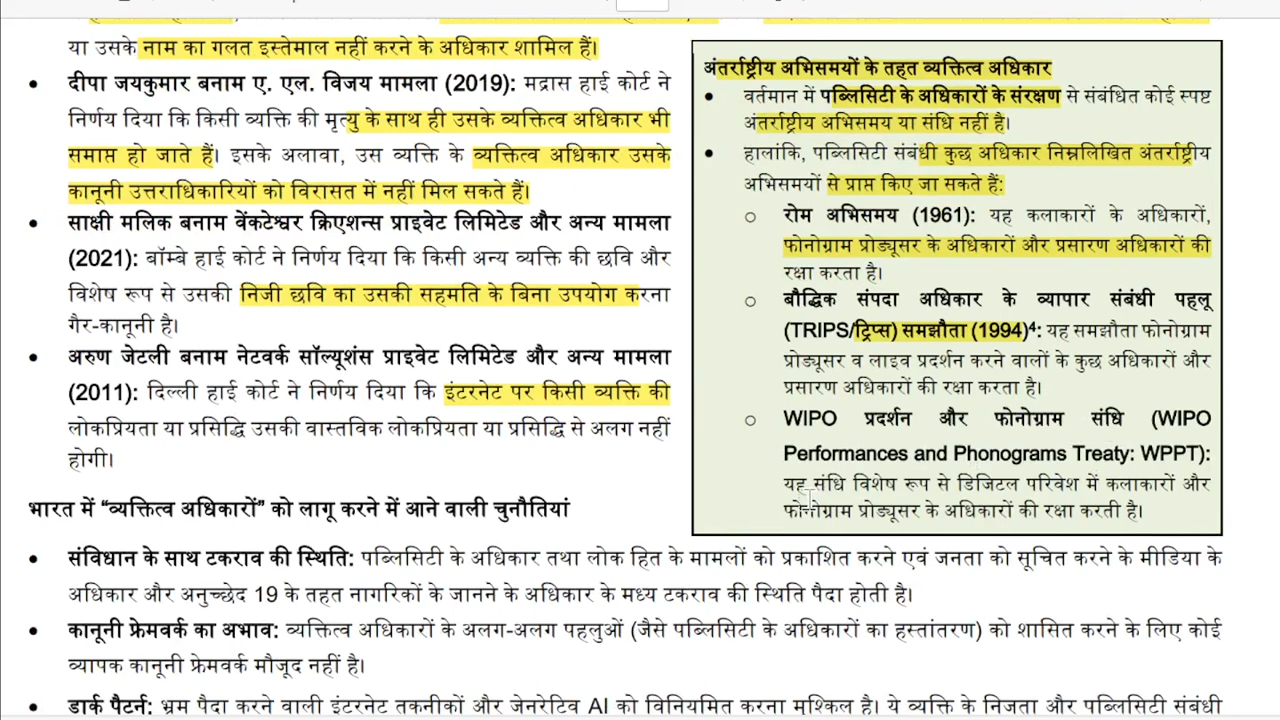 या उसके नाम का गलत इस्तेमाल नहीं करने के अधिकार शामिल हैं।
• दीपा जयकुमार बनाम ए. एल. विजय मामला (2019): मद्रास हाई कोर्ट ने
निर्णय दिया कि किसी व्यक्ति की मृत्यु के साथ ही उसके व्यक्तित्व अधिकार भी
समाप्त हो जाते हैं। इसके अलावा, उस व्यक्ति के व्यक्तित्व अधिकार उसके
कानूनी उत्तराधिकारियों को विरासत में नहीं मिल सकते हैं।
• साक्षी मलिक बनाम वेंकटेश्वर क्रिएशन्स प्राइवेट लिमिटेड और अन्य मामला
(2021): बॉम्बे हाई कोर्ट ने निर्णय दिया कि किसी अन्य व्यक्ति की छवि और
विशेष रूप से उसकी निजी छवि का उसकी सहमति के बिना उपयोग करना
गैर-कानूनी है।
• अरुण जेटली बनाम नेटवर्क सॉल्यूशंस प्राइवेट लिमिटेड और अन्य मामला
(2011): दिल्ली हाई कोर्ट ने निर्णय दिया कि इंटरनेट पर किसी व्यक्ति की
लोकप्रियता या प्रसिद्धि उसकी वास्तविक लोकप्रियता या प्रसिद्धि से अलग नहीं
होगी।
अंतर्राष्ट्रीय अभिसमयों के तहत व्यक्तित्व अधिकार
• वर्तमान में पब्लिसिटी के अधिकारों के संरक्षण से संबंधित कोई स्पष्ट
अंतर्राष्ट्रीय अभिसमय या संधि नहीं है।
• हालांकि, पब्लिसिटी संबंधी कुछ अधिकार निम्नलिखित अंतर्राष्ट्रीय
अभिसमयों से प्राप्त किए जा सकते हैं:
o रोम अभिसमय (1961): यह कलाकारों के अधिकारों,
फोनोग्राम प्रोड्यूसर के अधिकारों और प्रसारण अधिकारों की
रक्षा करता है।
o बौद्धिक संपदा अधिकार के व्यापार संबंधी पहलू
(TRIPS/ट्रिप्स) समझौता (1994)⁴: यह समझौता फोनोग्राम
प्रोड्यूसर व लाइव प्रदर्शन करने वालों के कुछ अधिकारों और
प्रसारण अधिकारों की रक्षा करता है।
o WIPO प्रदर्शन और फोनोग्राम संधि (WIPO
Performances and Phonograms Treaty: WPPT):
यह संधि विशेष रूप से डिजिटल परिवेश में कलाकारों और
फोनोग्राम प्रोड्यूसर के अधिकारों की रक्षा करती है।
भारत में “व्यक्तित्व अधिकारों” को लागू करने में आने वाली चुनौतियां
• संविधान के साथ टकराव की स्थिति: पब्लिसिटी के अधिकार तथा लोक हित के मामलों को प्रकाशित करने एवं जनता को सूचित करने के मीडिया के
अधिकार और अनुच्छेद 19 के तहत नागरिकों के जानने के अधिकार के मध्य टकराव की स्थिति पैदा होती है।
• कानूनी फ्रेमवर्क का अभाव: व्यक्तित्व अधिकारों के अलग-अलग पहलुओं (जैसे पब्लिसिटी के अधिकारों का हस्तांतरण) को शासित करने के लिए कोई
व्यापक कानूनी फ्रेमवर्क मौजूद नहीं है।
• डार्क पैटर्न: भ्रम पैदा करने वाली इंटरनेट तकनीकों और जेनरेटिव AI को विनियमित करना मुश्किल है। ये व्यक्ति के निजता और पब्लिसिटी संबंधी